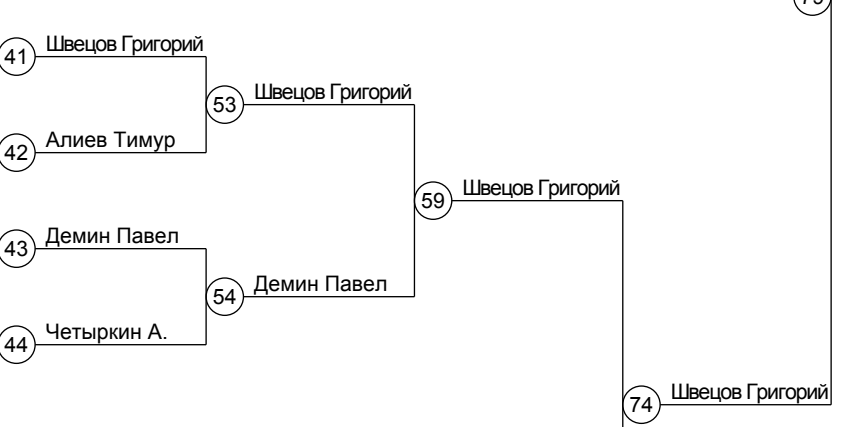 41 Швецов Григорий
53 Швецов Григорий
42 Алиев Тимур
59 Швецов Григорий
43 Демин Павел
54 Демин Павел
44 Четыркин А.
74 Швецов Григорий